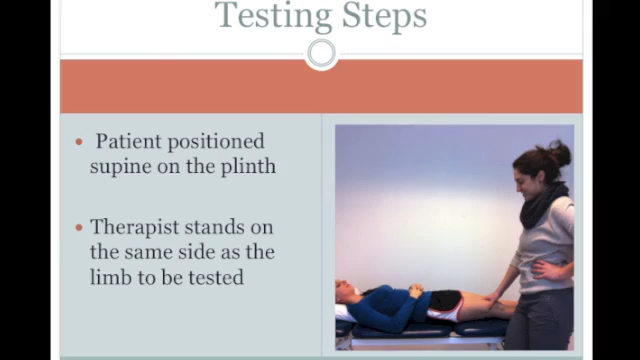 Testing Steps
Patient positioned
supine on the plinth
Therapist stands on
the same side as the
limb to be tested